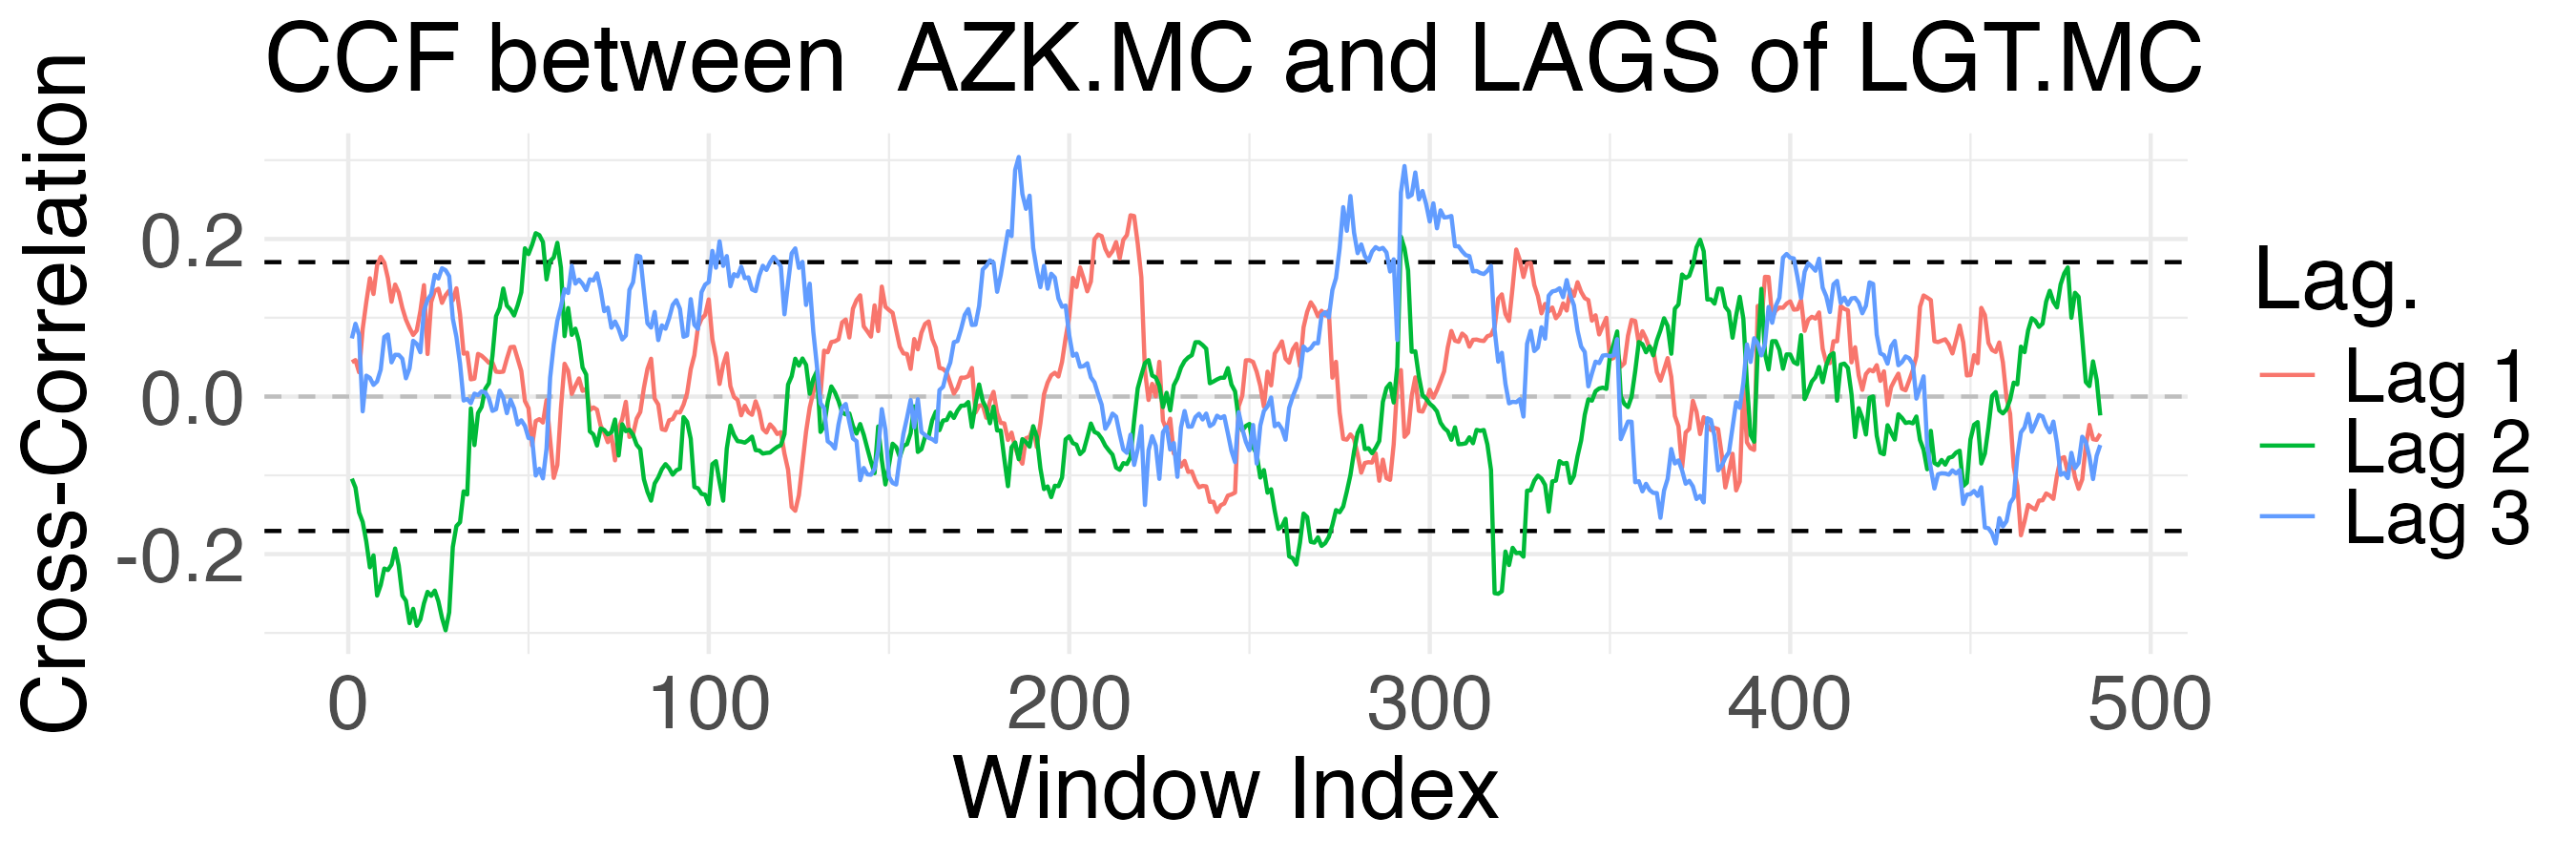 CCF between  AZK.MC and LAGS of LGT.MC
Cross-Correlation
0.2
0.0
-0.2
0
100
200
300
400
500
Window Index
Lag.
Lag 1
Lag 2
Lag 3